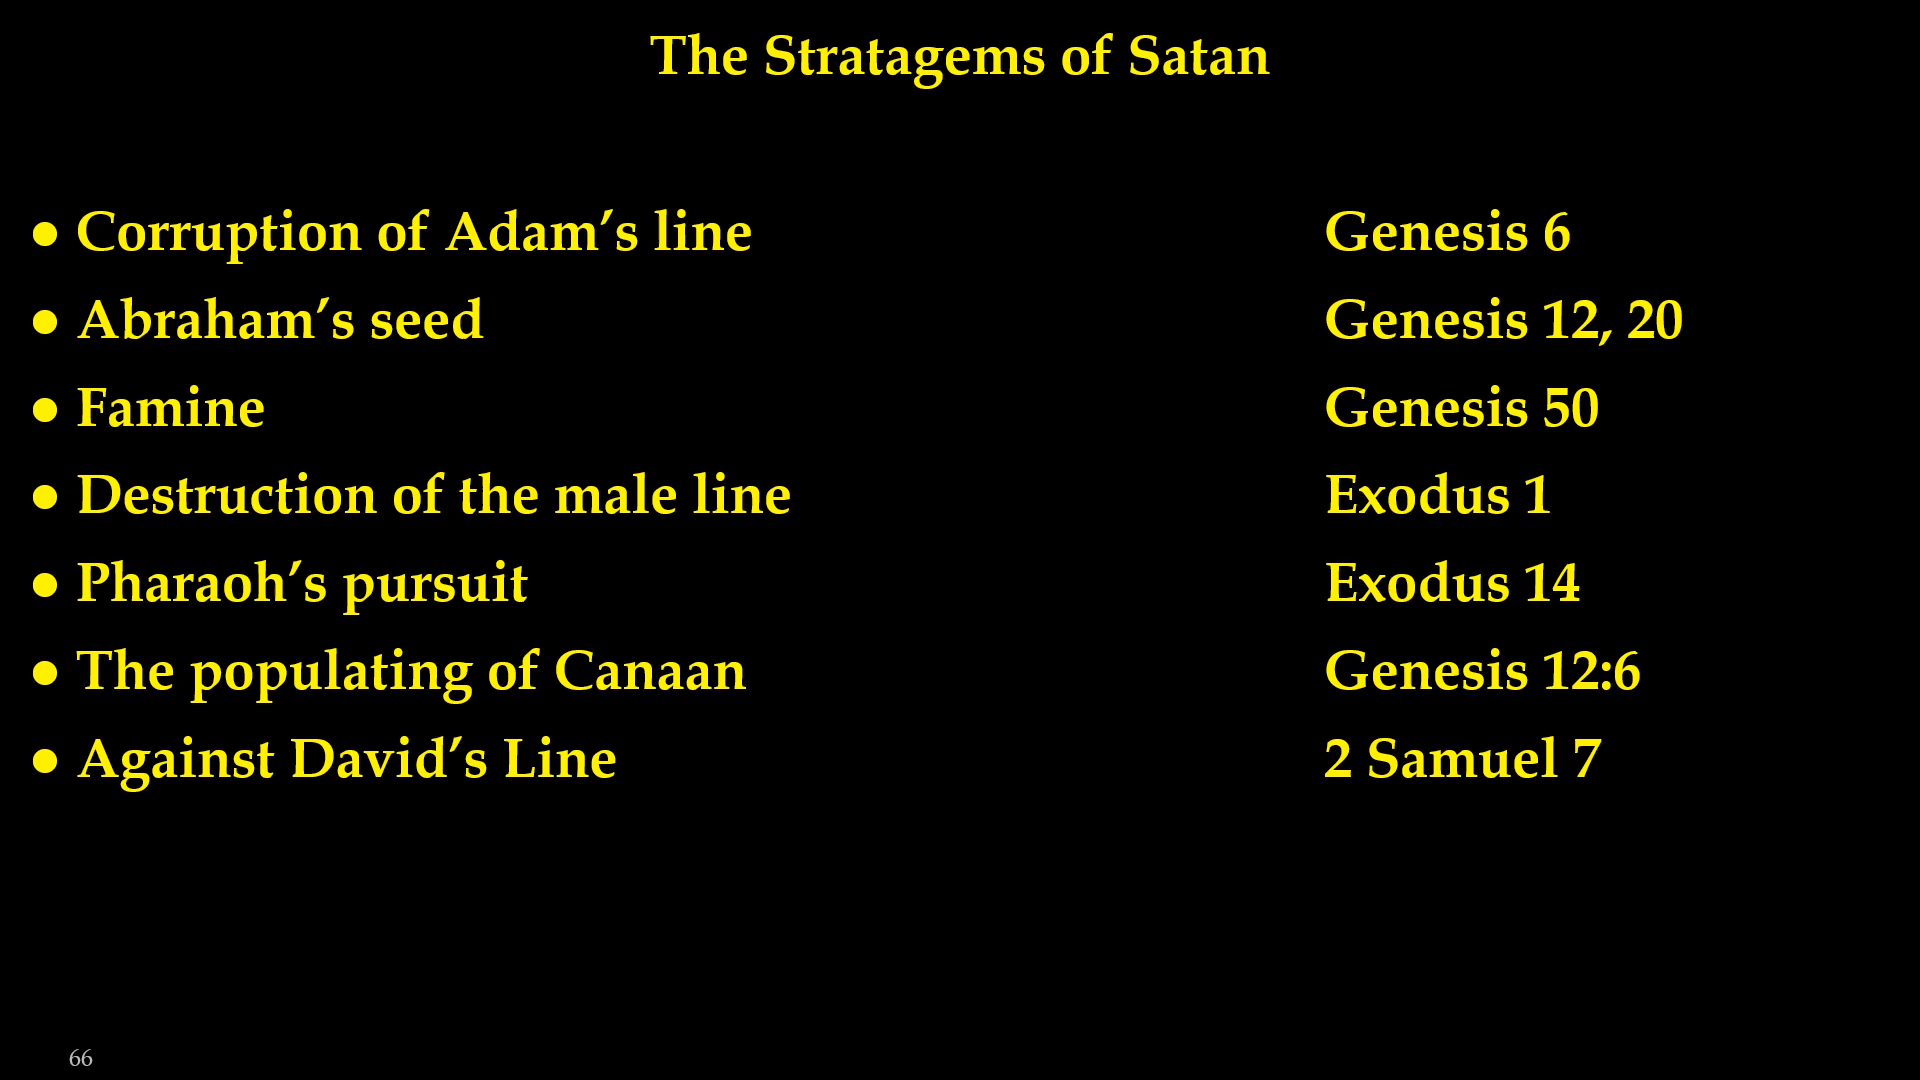 The Stratagems of Satan
● Corruption of Adam’s line Genesis 6
● Abraham’s seed Genesis 12, 20
● Famine Genesis 50
● Destruction of the male line Exodus 1
● Pharaoh’s pursuit Exodus 14
● The populating of Canaan Genesis 12:6
● Against David’s Line 2 Samuel 7
66